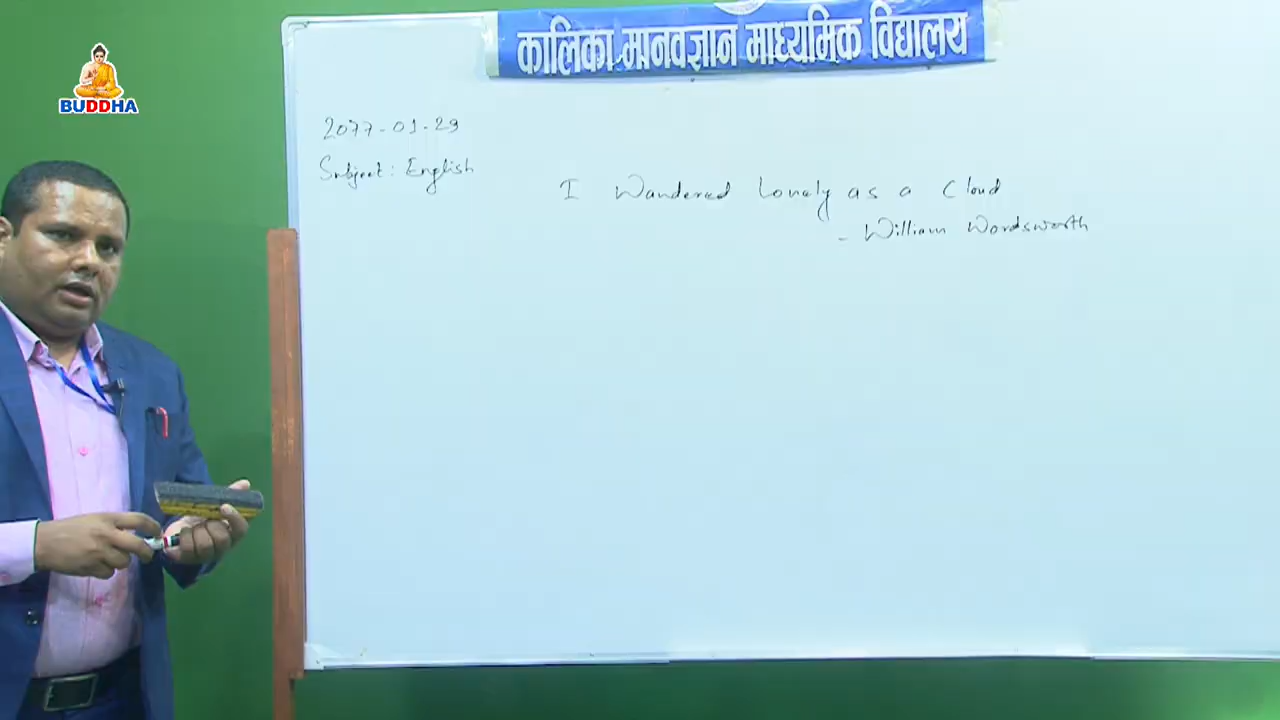 BUDDHA
कालिका मानवज्ञान माध्यमिक विद्यालय
2077-01-29
Subject: English
I Wandered Lonely as a Cloud
- William Wordsworth